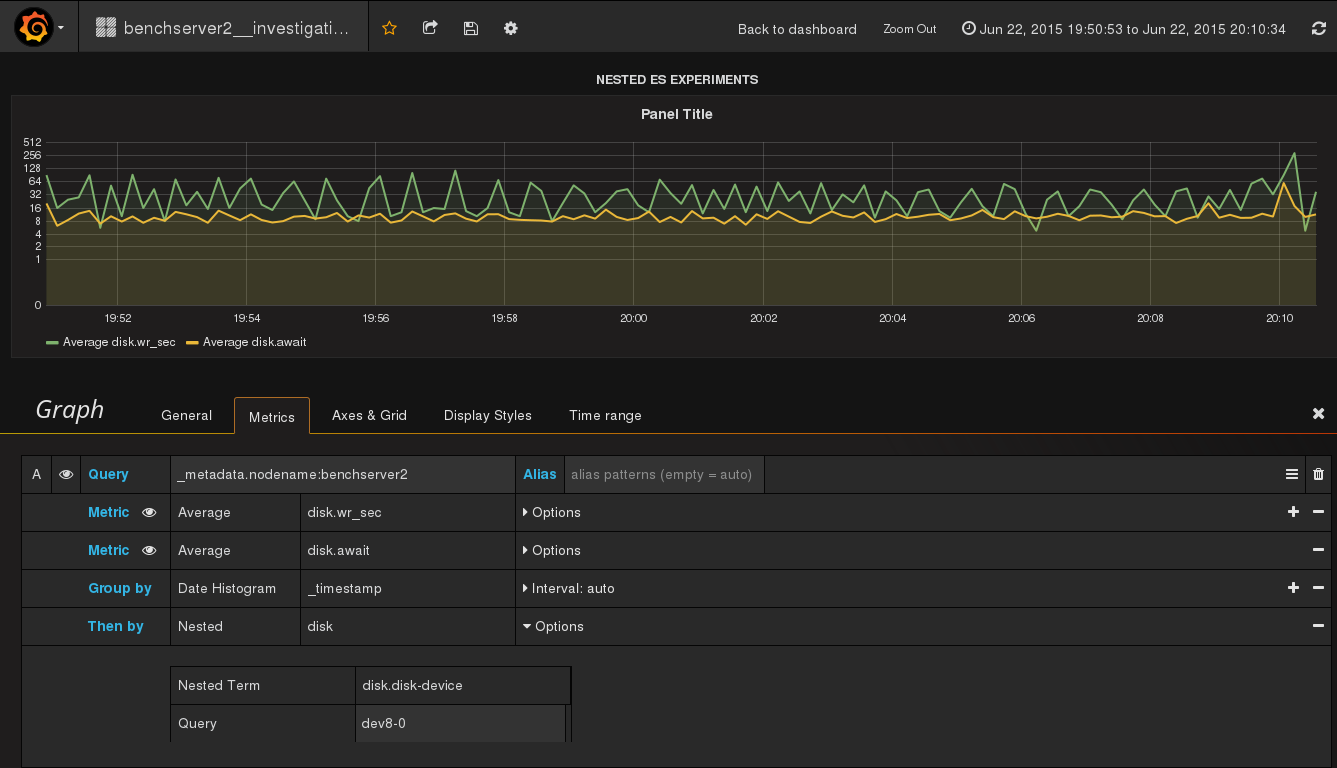 benchserver2__investigati...
Back to dashboard Zoom Out Jun 22, 2015 19:50:53 to Jun 22, 2015 20:10:34
NESTED ES EXPERIMENTS
Panel Title
512
256
128
64
32
16
8
4
2
1
0
19:52 19:54 19:56 19:58 20:00 20:02 20:04 20:06 20:08 20:10
Average disk.wr_sec Average disk.await
Graph General Metrics Axes & Grid Display Styles Time range
A Query _metadata.nodename:benchserver2 Alias alias patterns (empty = auto)
Metric Average disk.wr_sec Options
Metric Average disk.await Options
Group by Date Histogram _timestamp Interval: auto
Then by Nested disk Options
Nested Term disk.disk-device
Query dev8-0